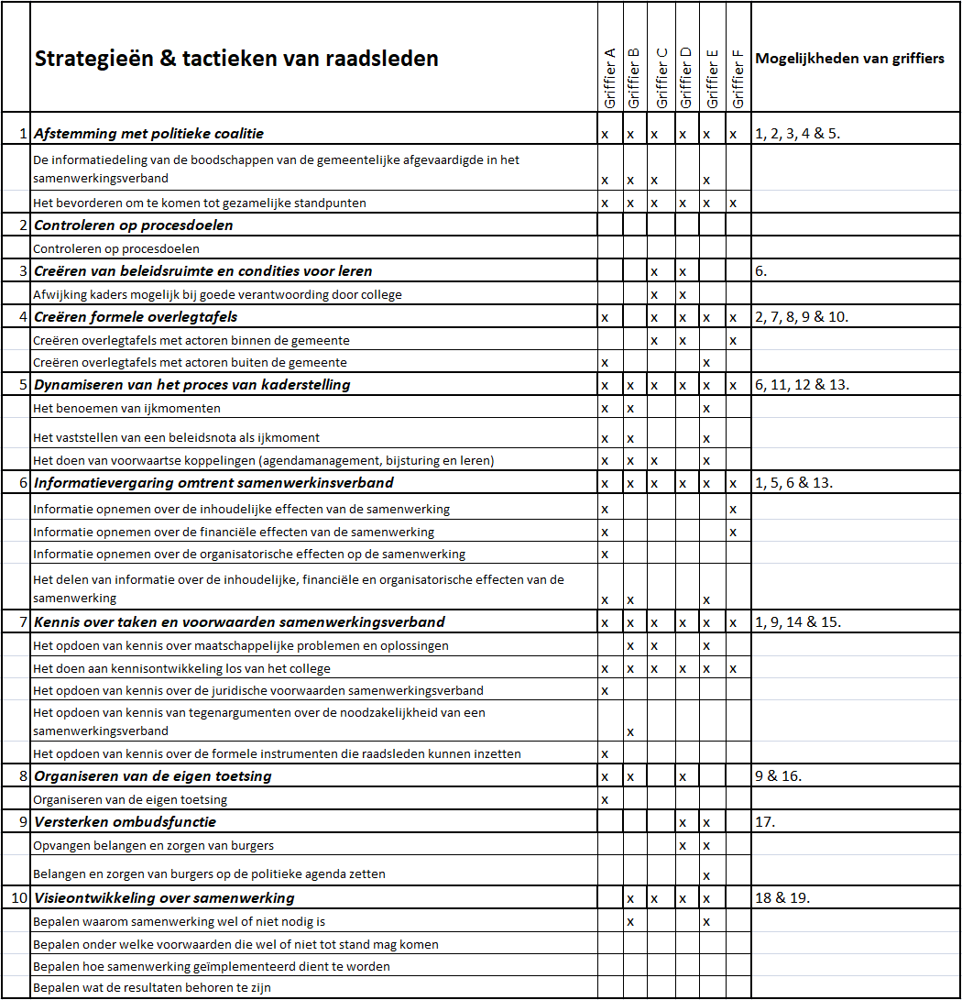 Strategieën & tactieken van raadsleden Griffier A Griffier B Griffier C Griffier D Griffier E Griffier F Mogelijkheden van griffiers
1 Afstemming met politieke coalitie x x x x x x 1, 2, 3, 4 & 5.
De informatiedeling van de boodschappen van de gemeentelijke afgevaardigde in het
samenwerkingsverband x x x x
Het bevorderen om te komen tot gezamelijke standpunten x x x x x x
2 Controleren op procesdoelen
Controleren op procesdoelen
3 Creëren van beleidsruimte en condities voor leren x x 6.
Afwijking kaders mogelijk bij goede verantwoording door college x x
4 Creëren formele overlegtafels x x x x x 2, 7, 8, 9 & 10.
Creëren overlegtafels met actoren binnen de gemeente x x x
Creëren overlegtafels met actoren buiten de gemeente x x
5 Dynamiseren van het proces van kaderstelling x x x x x x 6, 11, 12 & 13.
Het benoemen van ijkmomenten x x x
Het vaststellen van een beleidsnota als ijkmoment x x x
Het doen van voorwaartse koppelingen (agendamanagement, bijsturing en leren) x x x x
6 Informatievergaring omtrent samenwerkinsverband x x x x x x 1, 5, 6 & 13.
Informatie opnemen over de inhoudelijke effecten van de samenwerking x x
Informatie opnemen over de financiële effecten van de samenwerking x x
Informatie opnemen over de organisatorische effecten op de samenwerking x
Het delen van informatie over de inhoudelijke, financiële en organisatorische effecten van de
samenwerking x x x
7 Kennis over taken en voorwaarden samenwerkingsverband x x x x x x 1, 9, 14 & 15.
Het opdoen van kennis over maatschappelijke problemen en oplossingen x x x
Het doen aan kennisontwikkeling los van het college x x x x x x
Het opdoen van kennis over de juridische voorwaarden samenwerkingsverband x
Het opdoen van kennis van tegenargumenten over de noodzakelijkheid van een
samenwerkingsverband x
Het opdoen van kennis over de formele instrumenten die raadsleden kunnen inzetten x
8 Organiseren van de eigen toetsing x x x 9 & 16.
Organiseren van de eigen toetsing x
9 Versterken ombudsfunctie x x 17.
Opvangen belangen en zorgen van burgers x x
Belangen en zorgen van burgers op de politieke agenda zetten x
10 Visieontwikkeling over samenwerking x x x x 18 & 19.
Bepalen waarom samenwerking wel of niet nodig is x x
Bepalen onder welke voorwaarden die wel of niet tot stand mag komen
Bepalen hoe samenwerking geïmplementeerd dient te worden
Bepalen wat de resultaten behoren te zijn